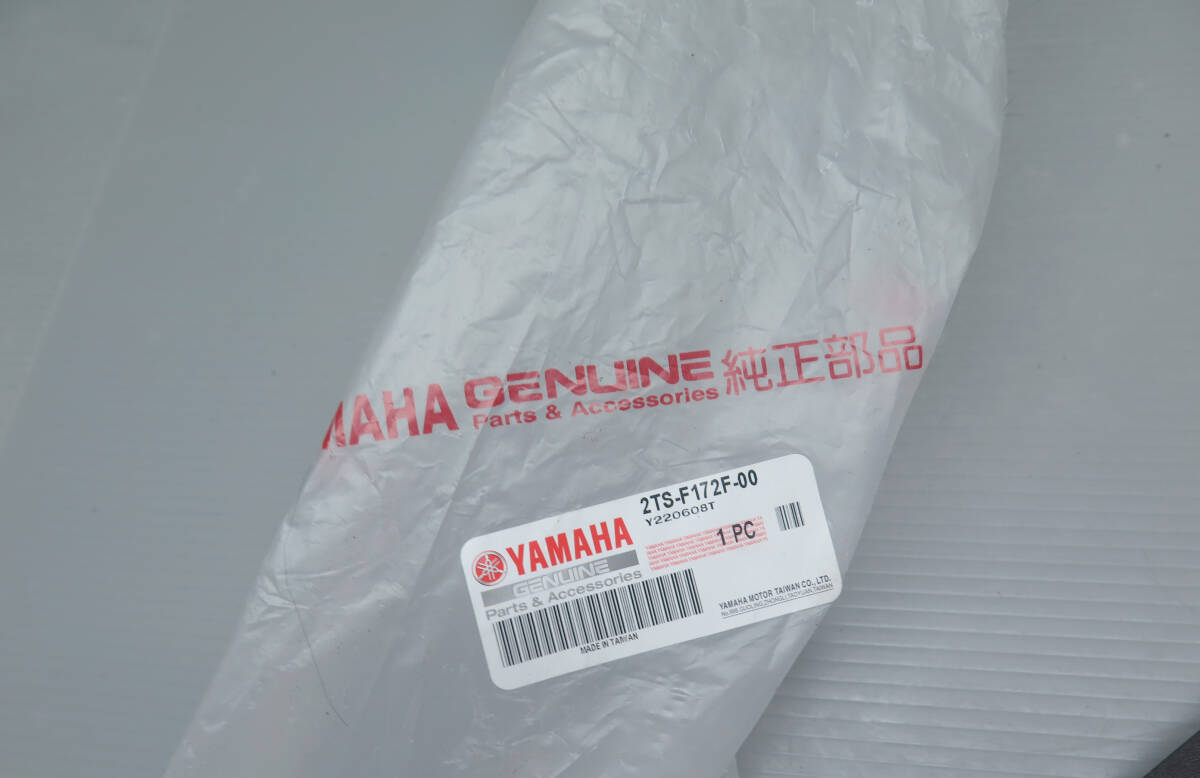 MAHA GENUINE 純正部品
Parts & Accessories
2TS-F172F-00
Y220608T
YAMAHA
1 PC
GENUINE
Parts & Accessories
MADE IN TAIWAN
YAMAHA MOTOR TAIWAN CO., LTD.